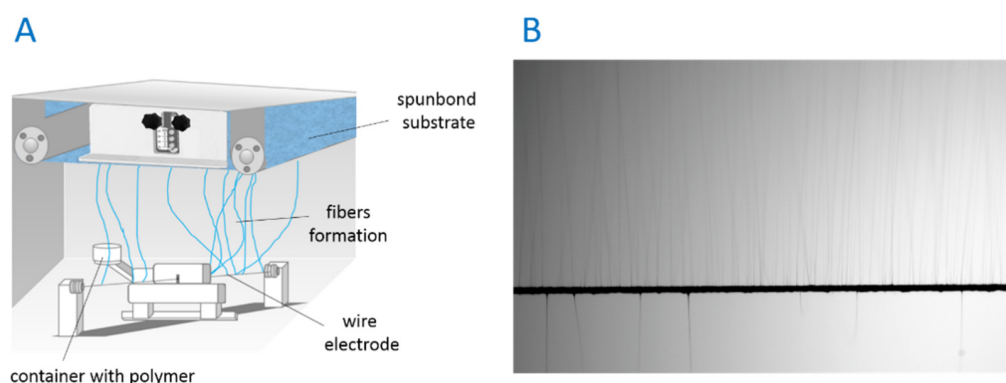 A
B
spunbond
substrate
fibers
formation
wire
electrode
container with polymer